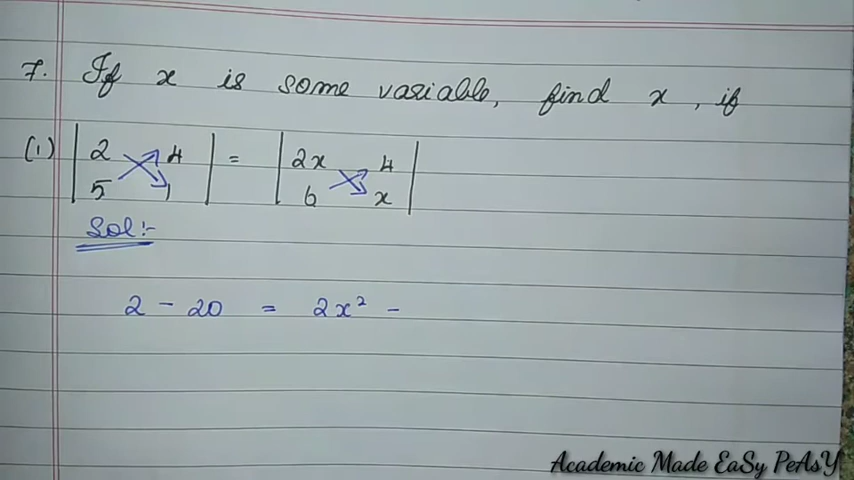 7. If x is some variable, find x, if
(1) | 2 4 | = | 2x 4 |
| 5 1 | | 6 x |
Sol:-
2 - 20 = 2x² -
Academic Made EaSy PeAsY